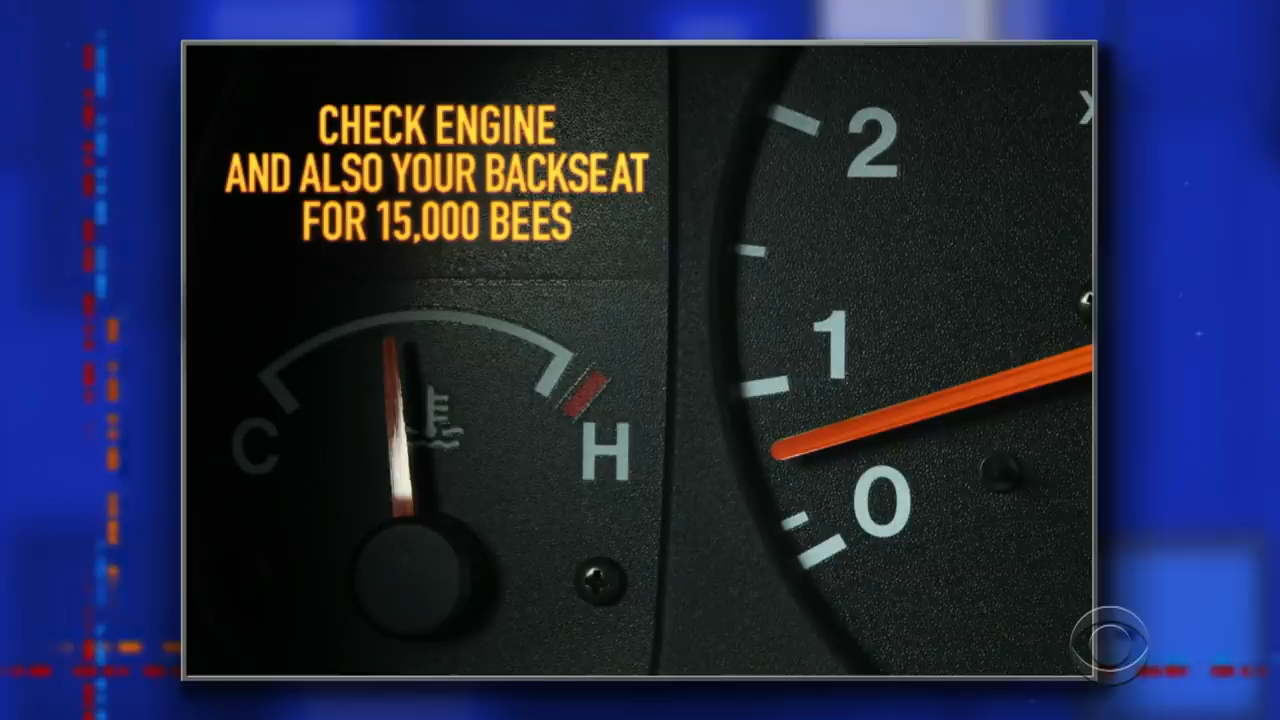 CHECK ENGINE
AND ALSO YOUR BACKSEAT
FOR 15,000 BEES
2
X
1
C
H
0